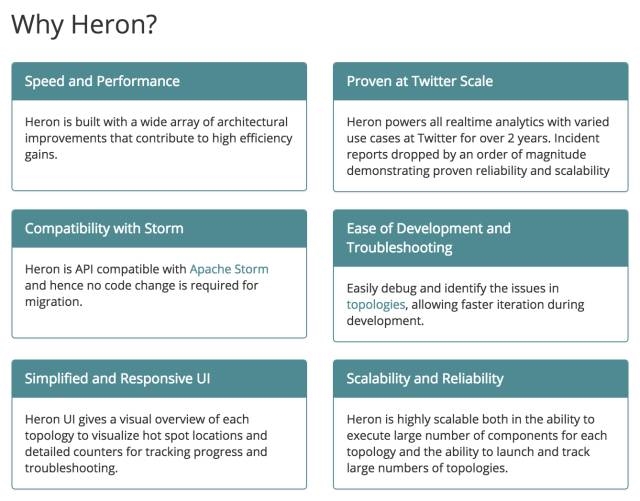 Why Heron?
Speed and Performance
Heron is built with a wide array of architectural
improvements that contribute to high efficiency
gains.
Proven at Twitter Scale
Heron powers all realtime analytics with varied
use cases at Twitter for over 2 years. Incident
reports dropped by an order of magnitude
demonstrating proven reliability and scalability
Compatibility with Storm
Heron is API compatible with Apache Storm
and hence no code change is required for
migration.
Ease of Development and
Troubleshooting
Easily debug and identify the issues in
topologies, allowing faster iteration during
development.
Simplified and Responsive UI
Heron UI gives a visual overview of each
topology to visualize hot spot locations and
detailed counters for tracking progress and
troubleshooting.
Scalability and Reliability
Heron is highly scalable both in the ability to
execute large number of components for each
topology and the ability to launch and track
large numbers of topologies.